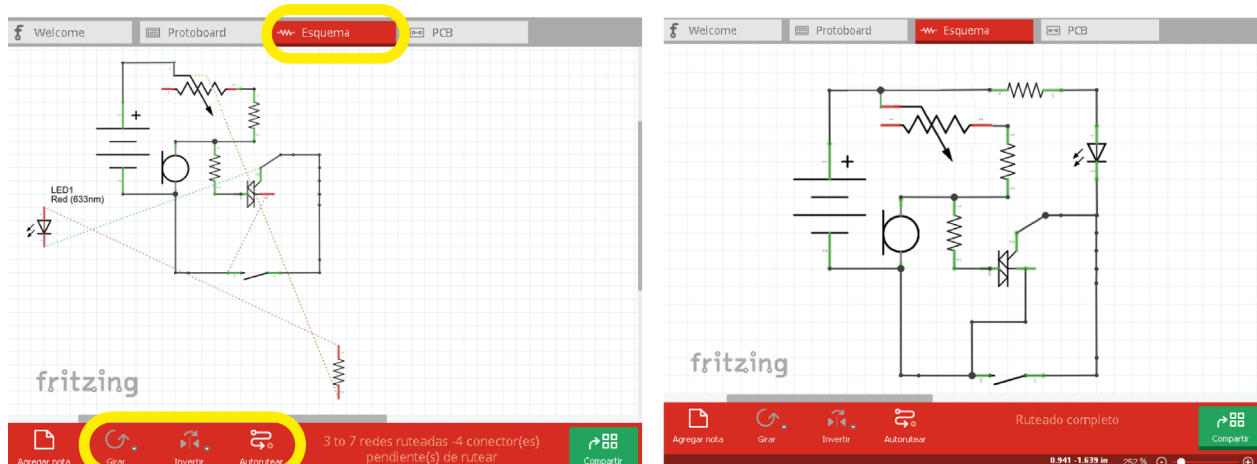 Welcome
Protoboard
Esquema
PCB
LED1
Red (633nm)
fritzing
Agregar nota
Girar
Invertir
Autorutear
3 to 7 redes ruteadas -4 conector(es)
pendiente(s) de rutear
Compartir
Welcome
Protoboard
Esquema
PCB
fritzing
Agregar nota
Girar
Invertir
Autorutear
Ruteado completo
Compartir
0.941 -1.639 in
252 %